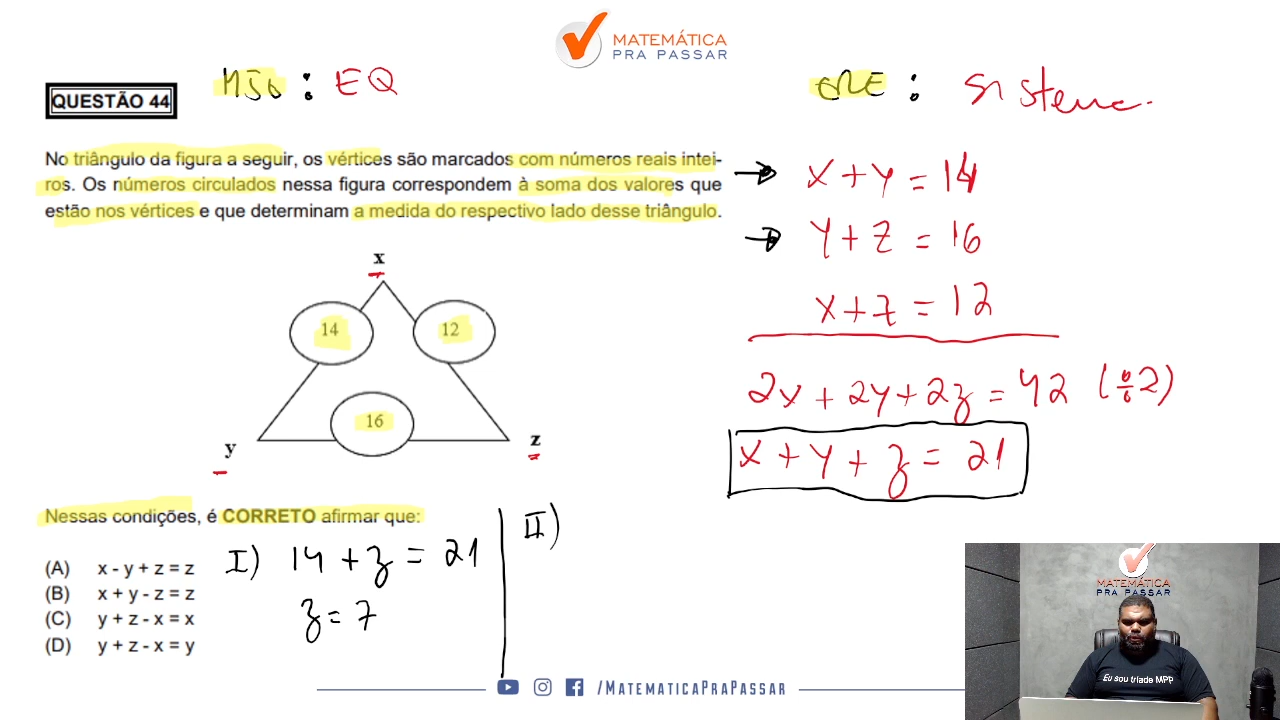 MATEMÁTICA
PRA PASSAR
: EQ
: Sistema.
QUESTÃO 44
No triângulo da figura a seguir, os vértices são marcados com números reais intei-
ros. Os números circulados nessa figura correspondem à soma dos valores que
estão nos vértices e que determinam a medida do respectivo lado desse triângulo.
x
14
12
16
y
z
x + y = 14
y + z = 16
x + z = 12
2x + 2y + 2z = 42 (÷2)
x + y + z = 21
Nessas condições, é CORRETO afirmar que:
(A) x - y + z = z
(B) x + y - z = z
(C) y + z - x = x
(D) y + z - x = y
I) 14 + z = 21
z = 7
II)
MATEMÁTICA
PRA PASSAR
Eu sou tríade MPP
/MATEMATICAPRAPASSAR